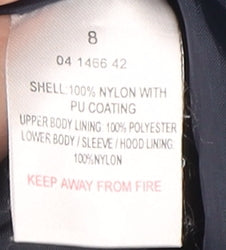 8
04 1466 42
SHELL: 100% NYLON WITH
PU COATING
UPPER BODY LINING: 100% POLYESTER
LOWER BODY / SLEEVE / HOOD LINING:
100%NYLON
KEEP AWAY FROM FIRE